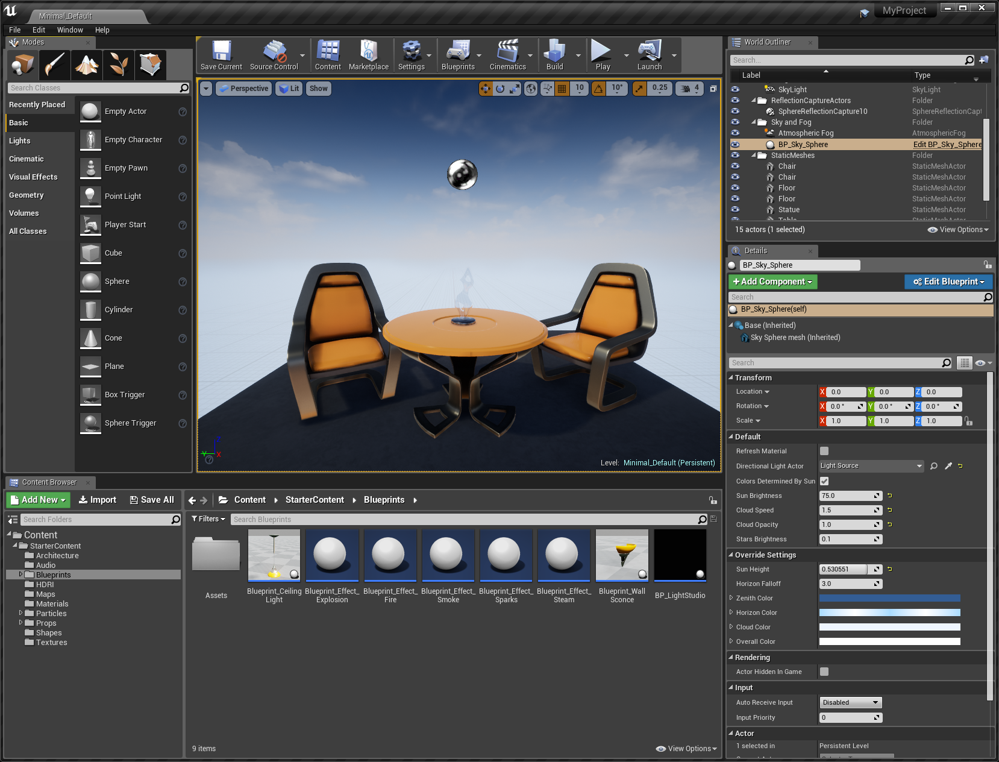 Minimal_Default
MyProject
File Edit Window Help
Modes
Search Classes
Recently Placed
Basic
Lights
Cinematic
Visual Effects
Geometry
Volumes
All Classes
Empty Actor
Empty Character
Empty Pawn
Point Light
Player Start
Cube
Sphere
Cylinder
Cone
Plane
Box Trigger
Sphere Trigger
Save Current
Source Control
Content
Marketplace
Settings
Blueprints
Cinematics
Build
Play
Launch
Perspective
Lit
Show
10
10°
0.25
4
Z
Y
X
Level: Minimal_Default (Persistent)
World Outliner
Search...
Label Type
SkyLight SkyLight
ReflectionCaptureActors Folder
SphereReflectionCapture10 SphereReflectionCapt
Sky and Fog Folder
Atmospheric Fog AtmosphericFog
BP_Sky_Sphere Edit BP_Sky_Sphere
StaticMeshes Folder
Chair StaticMeshActor
Chair StaticMeshActor
Floor StaticMeshActor
Floor StaticMeshActor
Statue StaticMeshActor
15 actors (1 selected)
View Options
Details
BP_Sky_Sphere
+Add Component
Edit Blueprint
Search
BP_Sky_Sphere(self)
Base (Inherited)
Sky Sphere mesh (Inherited)
Search
Transform
Location X 0.0 Y 0.0 Z 0.0
Rotation X 0.0 ° Y 0.0 ° Z 0.0 °
Scale X 1.0 Y 1.0 Z 1.0
Default
Refresh Material
Directional Light Actor Light Source
Colors Determined By Sun
Sun Brightness 75.0
Cloud Speed 1.5
Cloud Opacity 1.0
Stars Brightness 0.1
Override Settings
Sun Height 0.530551
Horizon Falloff 3.0
Zenith Color
Horizon Color
Cloud Color
Overall Color
Rendering
Actor Hidden In Game
Input
Auto Receive Input Disabled
Input Priority 0
Actor
1 selected in Persistent Level
Content Browser
Add New
Import
Save All
Content
StarterContent
Blueprints
Search Folders
Content
StarterContent
Architecture
Audio
Blueprints
HDRI
Maps
Materials
Particles
Props
Shapes
Textures
Filters
Search Blueprints
Assets
Blueprint_Ceiling
Light
Blueprint_Effect_
Explosion
Blueprint_Effect_
Fire
Blueprint_Effect_
Smoke
Blueprint_Effect_
Sparks
Blueprint_Effect_
Steam
Blueprint_Wall
Sconce
BP_LightStudio
9 items
View Options